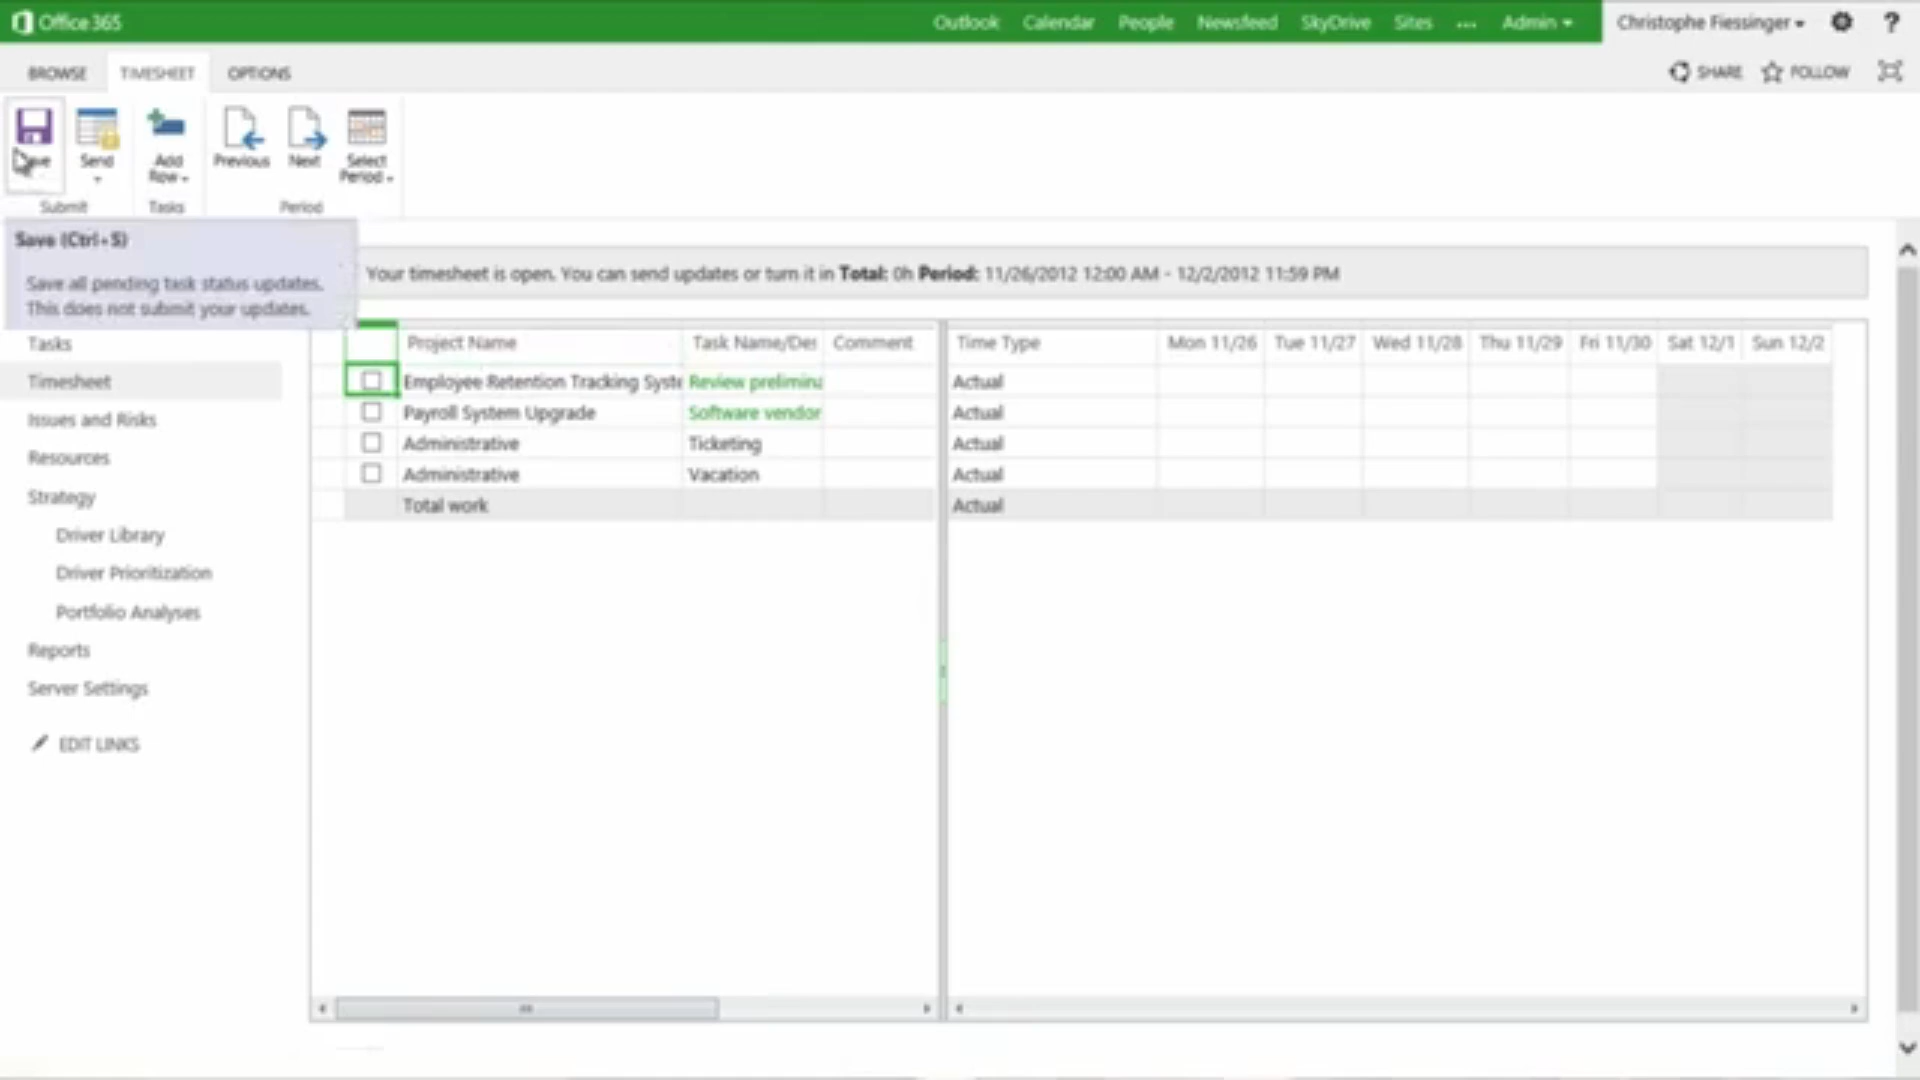 Office 365
Outlook Calendar People Newsfeed SkyDrive Sites ... Admin Christophe Fiessinger ?
BROWSE TIMESHEET OPTIONS SHARE FOLLOW
Send Add Row Previous Next Select Period
Submit Tasks Period
Save (Ctrl+S)
Save all pending task status updates.
This does not submit your updates.
Your timesheet is open. You can send updates or turn it in Total: 0h Period: 11/26/2012 12:00 AM - 12/2/2012 11:59 PM
Tasks
Timesheet
Issues and Risks
Resources
Strategy
Driver Library
Driver Prioritization
Portfolio Analyses
Reports
Server Settings
EDIT LINKS
Project Name Task Name/Des Comment Time Type Mon 11/26 Tue 11/27 Wed 11/28 Thu 11/29 Fri 11/30 Sat 12/1 Sun 12/2
Employee Retention Tracking Syste Review prelimina Actual
Payroll System Upgrade Software vendor Actual
Administrative Ticketing Actual
Administrative Vacation Actual
Total work Actual